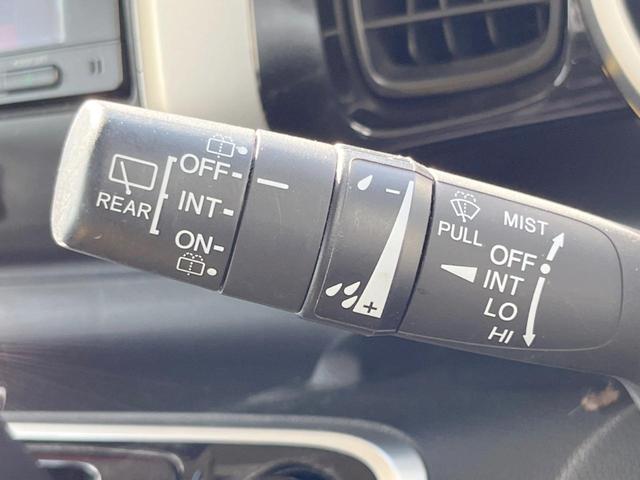 OFF
INT
ON
REAR
−
+
PULL
MIST
OFF
INT
LO
HI